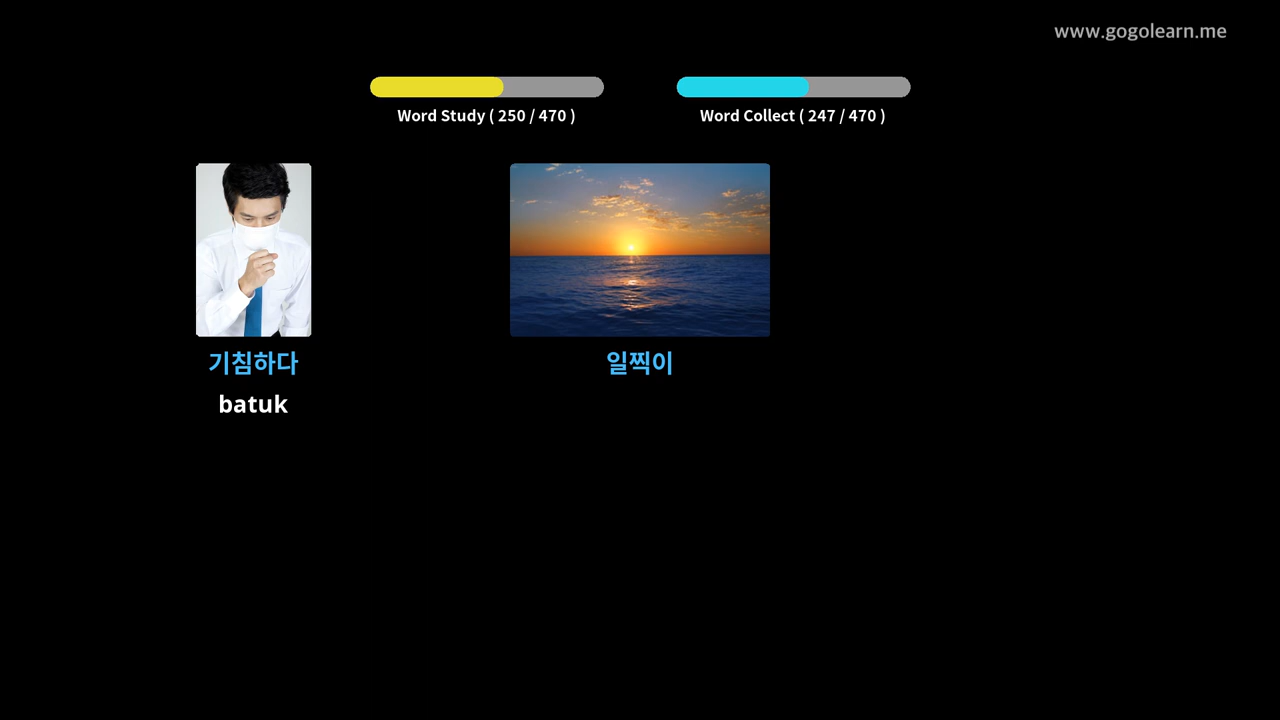 www.gogolearn.me
Word Study ( 250 / 470 )
Word Collect ( 247 / 470 )
기침하다
batuk
일찍이